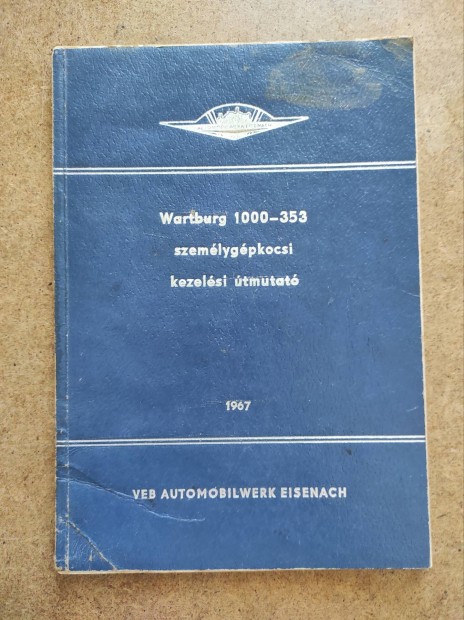 Wartburg 1000-353
személygépkocsi
kezelési útmutató
1967
VEB AUTOMOBILWERK EISENACH